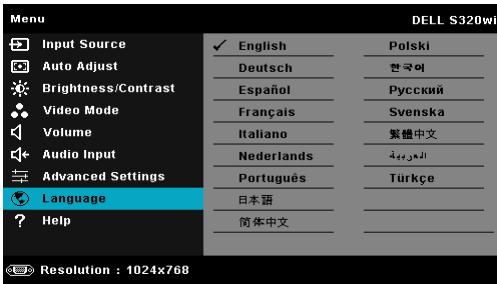 Menu DELL S320wi
Input Source
Auto Adjust
Brightness/Contrast
Video Mode
Volume
Audio Input
Advanced Settings
Language
Help
English
Deutsch
Español
Français
Italiano
Nederlands
Português
日本語
简体中文
Polski
한국어
Русский
Svenska
繁體中文
العربية
Türkçe
Resolution : 1024x768